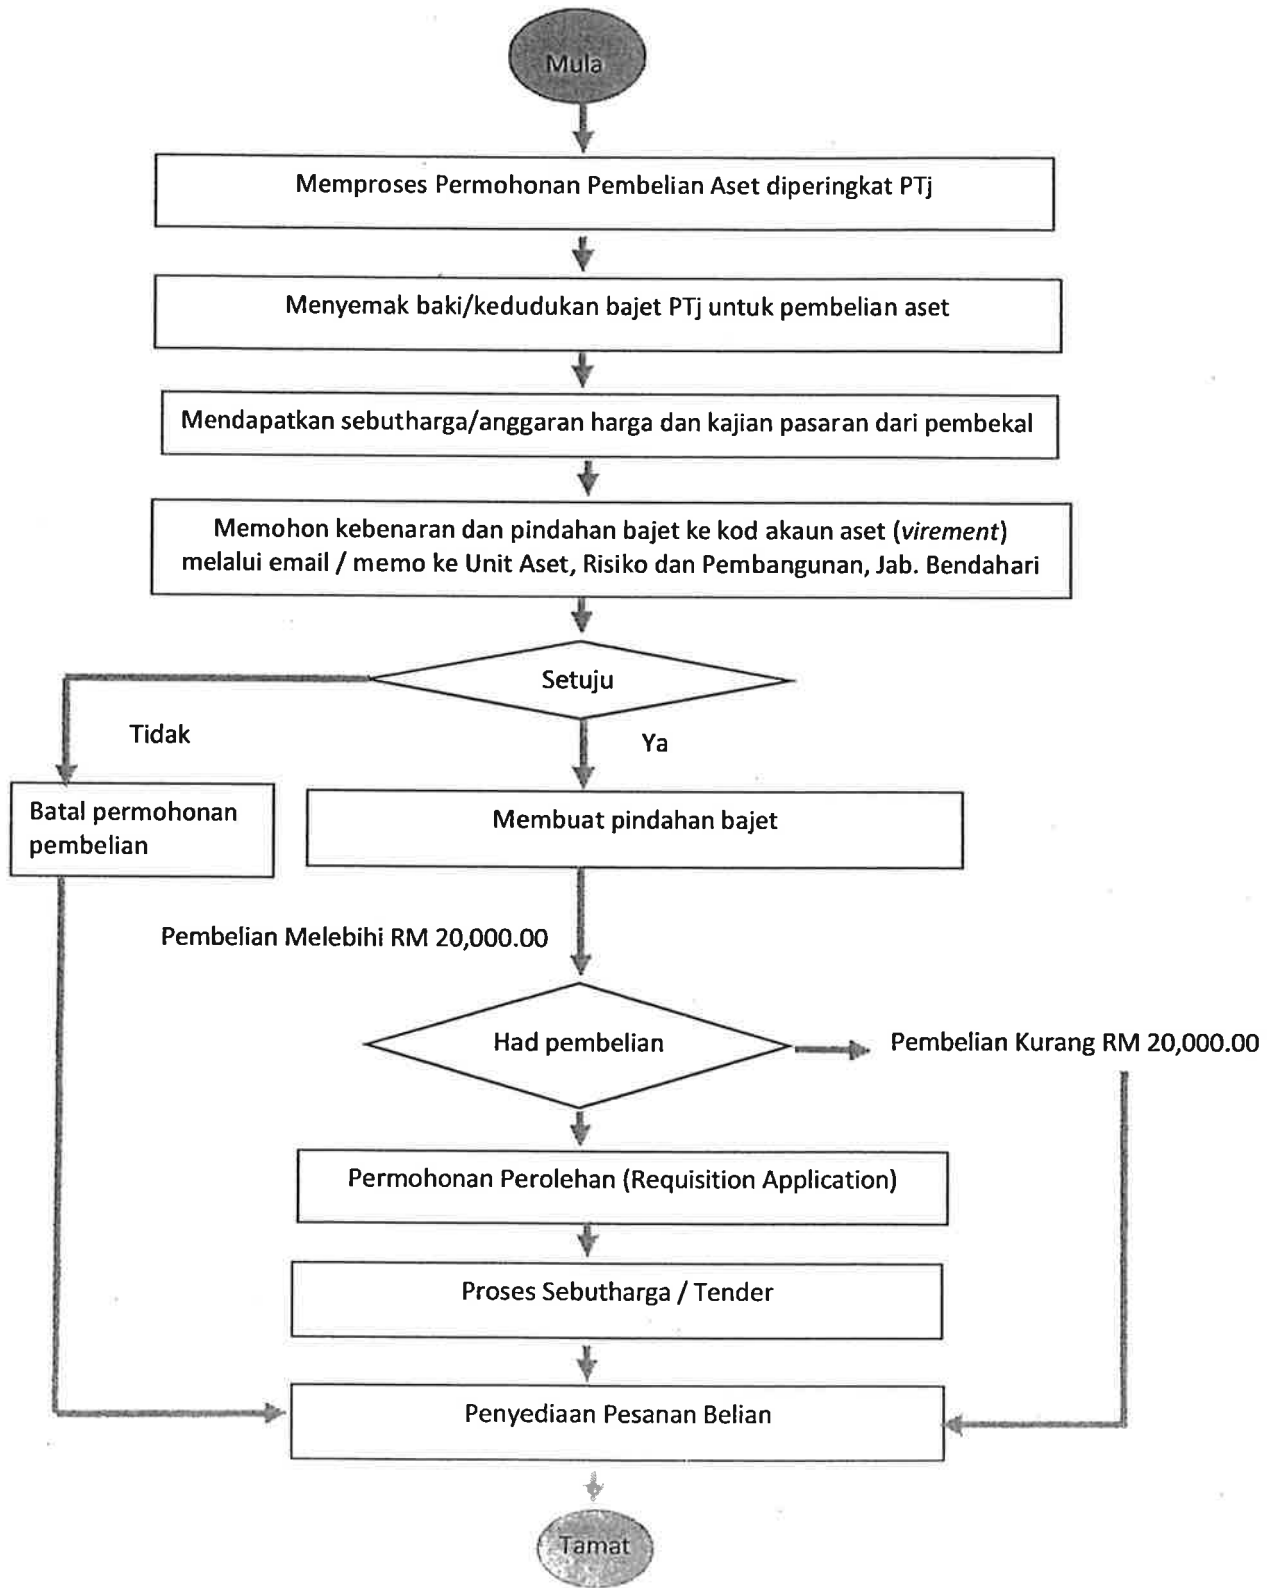 Mula
Memproses Permohonan Pembelian Aset diperingkat PTj
Menyemak baki/kedudukan bajet PTj untuk pembelian aset
Mendapatkan sebutharga/anggaran harga dan kajian pasaran dari pembekal
Memohon kebenaran dan pindahan bajet ke kod akaun aset (virement)
melalui email / memo ke Unit Aset, Risiko dan Pembangunan, Jab. Bendahari
Setuju
Tidak
Ya
Batal permohonan
pembelian
Membuat pindahan bajet
Pembelian Melebihi RM 20,000.00
Had pembelian
Pembelian Kurang RM 20,000.00
Permohonan Perolehan (Requisition Application)
Proses Sebutharga / Tender
Penyediaan Pesanan Belian
Tamat